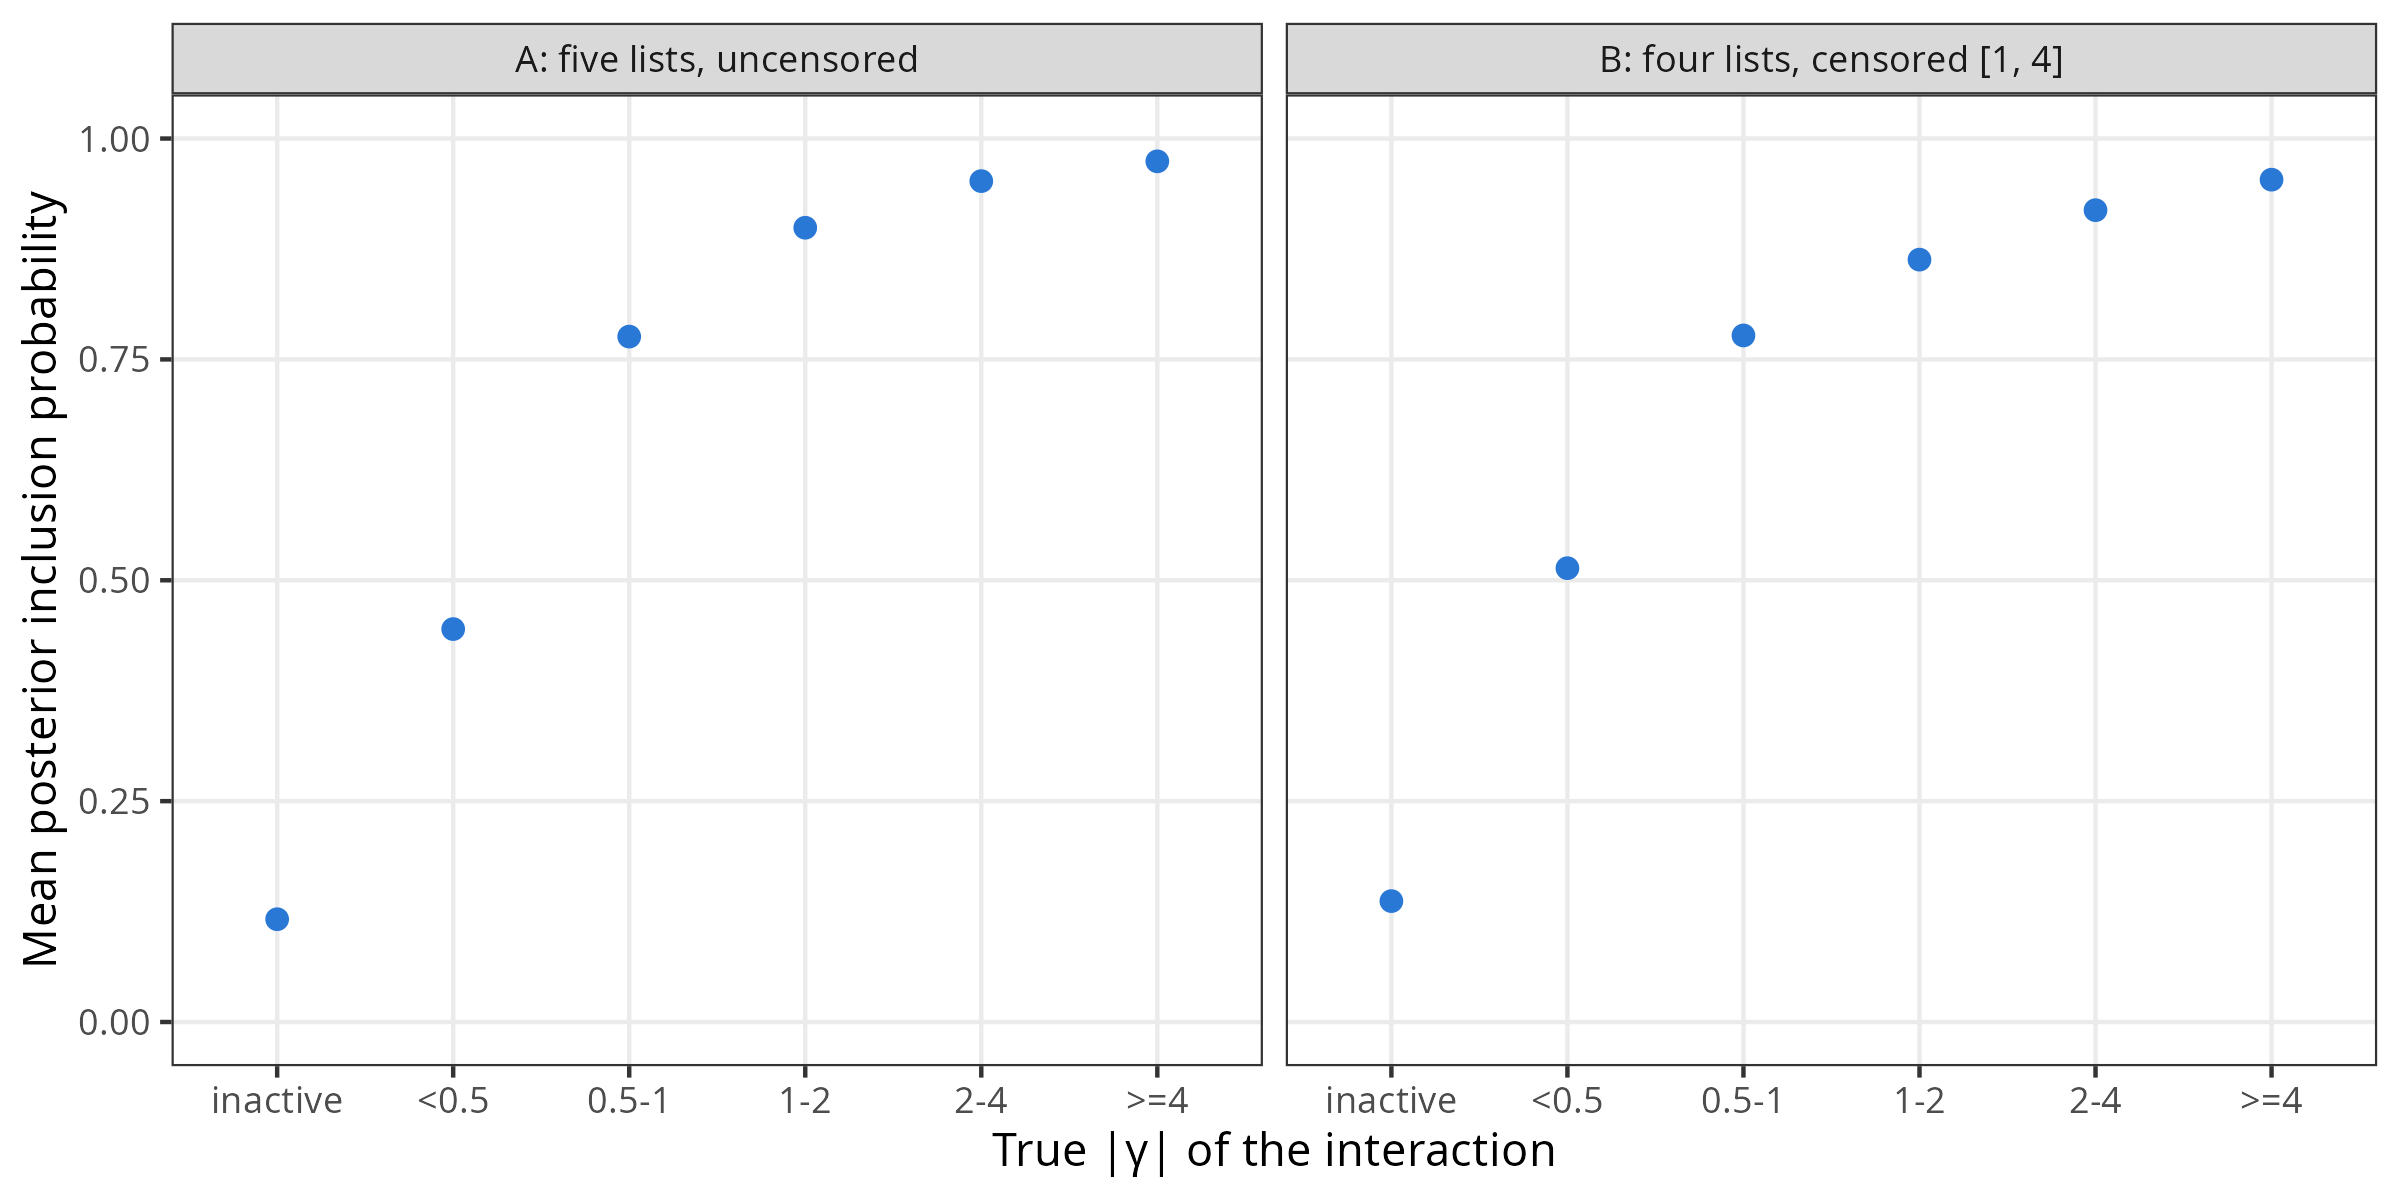 A: five lists, uncensored
B: four lists, censored [1, 4]
Mean posterior inclusion probability
1.00
0.75
0.50
0.25
0.00
inactive <0.5 0.5-1 1-2 2-4 >=4
inactive <0.5 0.5-1 1-2 2-4 >=4
True |γ| of the interaction